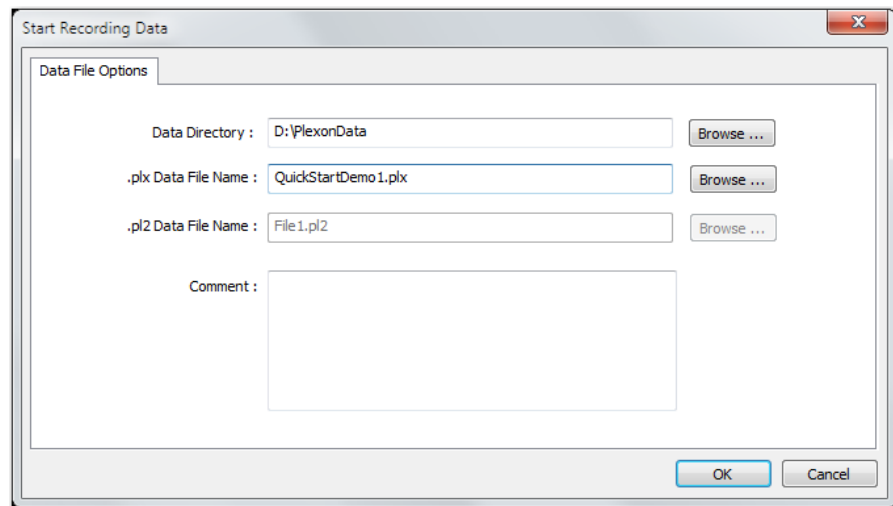 Start Recording Data
Data File Options
Data Directory : D:\PlexonData Browse ...
.plx Data File Name : QuickStartDemo1.plx Browse ...
.pl2 Data File Name : File1.pl2 Browse ...
Comment :
OK Cancel